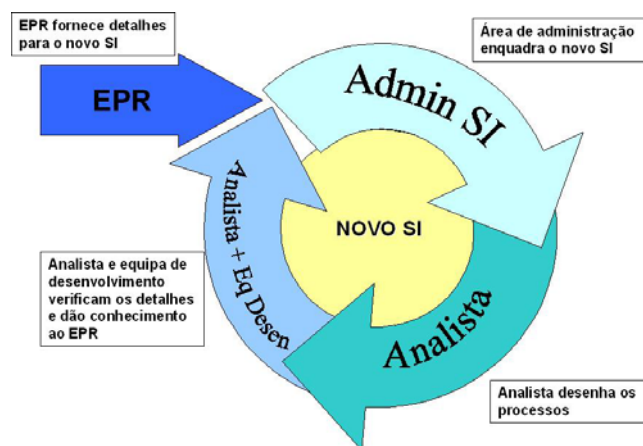 EPR fornece detalhes
para o novo SI
Área de administração
enquadra o novo SI
EPR
Admin SI
NOVO SI
Analista + Eq Desen
Analista
Analista e equipa de
desenvolvimento
verificam os detalhes
e dão conhecimento
ao EPR
Analista desenha os
processos